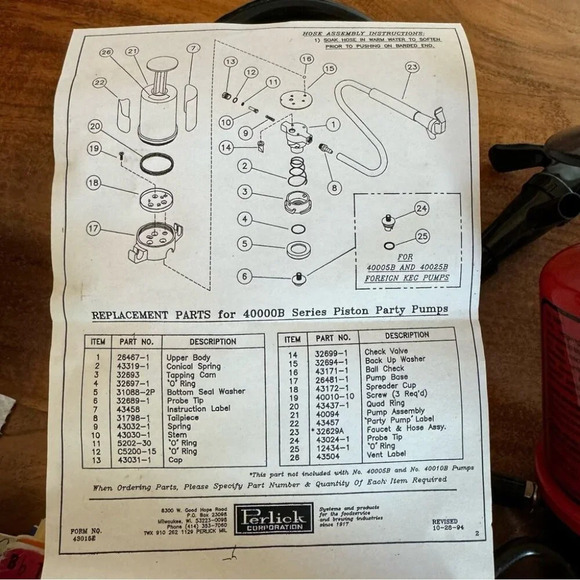 HOSE ASSEMBLY INSTRUCTIONS:
1) SOAK HOSE IN WARM WATER TO SOFTEN
PRIOR TO PUSHING ON BARBED END.
26
21
7
22
20
19
18
17
13
12
11
10
9
14
16
15
1
8
2
3
4
5
6
23
24
25
FOR
40005B AND 40025B
FOREIGN KEG PUMPS
REPLACEMENT PARTS for 40000B Series Piston Party Pumps
ITEM PART NO. DESCRIPTION
1 26467-1 Upper Body
2 43319-1 Conical Spring
3 32693 Tapping Cam
4 32697-1 "O" Ring
5 31088-2P Bottom Seal Washer
6 32689-1 Probe Tip
7 43458 Instruction Label
8 31798-1 Tailpiece
9 43032-1 Spring
10 43030-1 Stem
11 5202-30 "O" Ring
12 C5200-15 "O" Ring
13 43031-1 Cap
ITEM PART NO. DESCRIPTION
14 32699-1 Check Valve
15 32694-1 Back Up Washer
16 43171-1 Ball Check
17 26481-1 Pump Base
18 43172-1 Spreader Cup
19 40010-10 Screw (3 Req'd)
20 43437-1 Quad Ring
21 40094 Pump Assembly
22 43457 "Party Pump" Label
23 *32629A Faucet & Hose Assy.
24 43024-1 Probe Tip
25 12434-1 "O" Ring
26 43504 Vent Label
*This part not included with No. 40005B and No. 40010B Pumps
When Ordering Parts, Please Specify Part Number & Quantity Of Each Item Required
FORM NO.
43015E
8300 W. Good Hope Road
P.O. Box 23098
Milwaukee, WI. 53223-0098
Phone (414) 353-7060
TWX 910 262 1129 PERLICK MIL
Perlick
CORPORATION
Systems and products
for the foodservice
and brewing industries
since 1917
REVISED
10-28-94
2